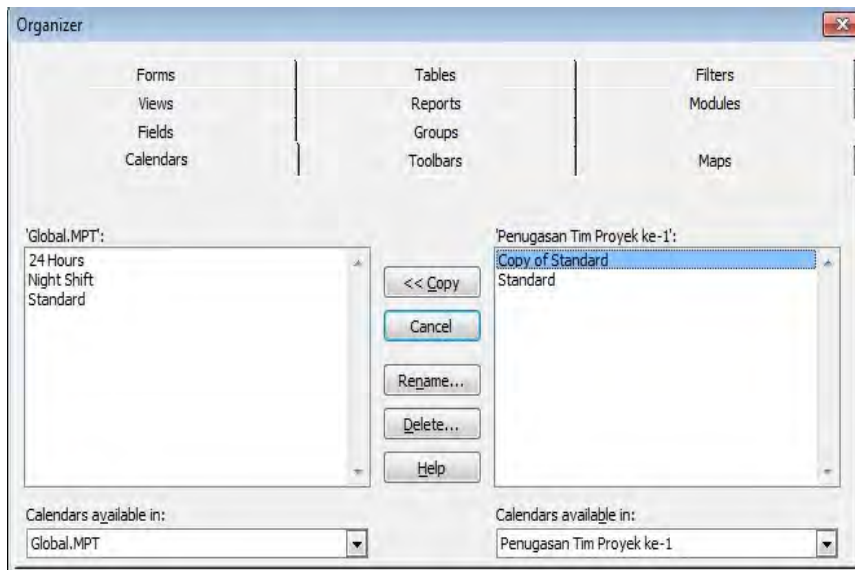 Organizer
Forms Tables Filters
Views Reports Modules
Fields Groups
Calendars Toolbars Maps
'Global.MPT':
24 Hours
Night Shift
Standard
<< Copy
Cancel
Rename...
Delete...
Help
'Penugasan Tim Proyek ke-1':
Copy of Standard
Standard
Calendars available in:
Global.MPT
Calendars available in:
Penugasan Tim Proyek ke-1